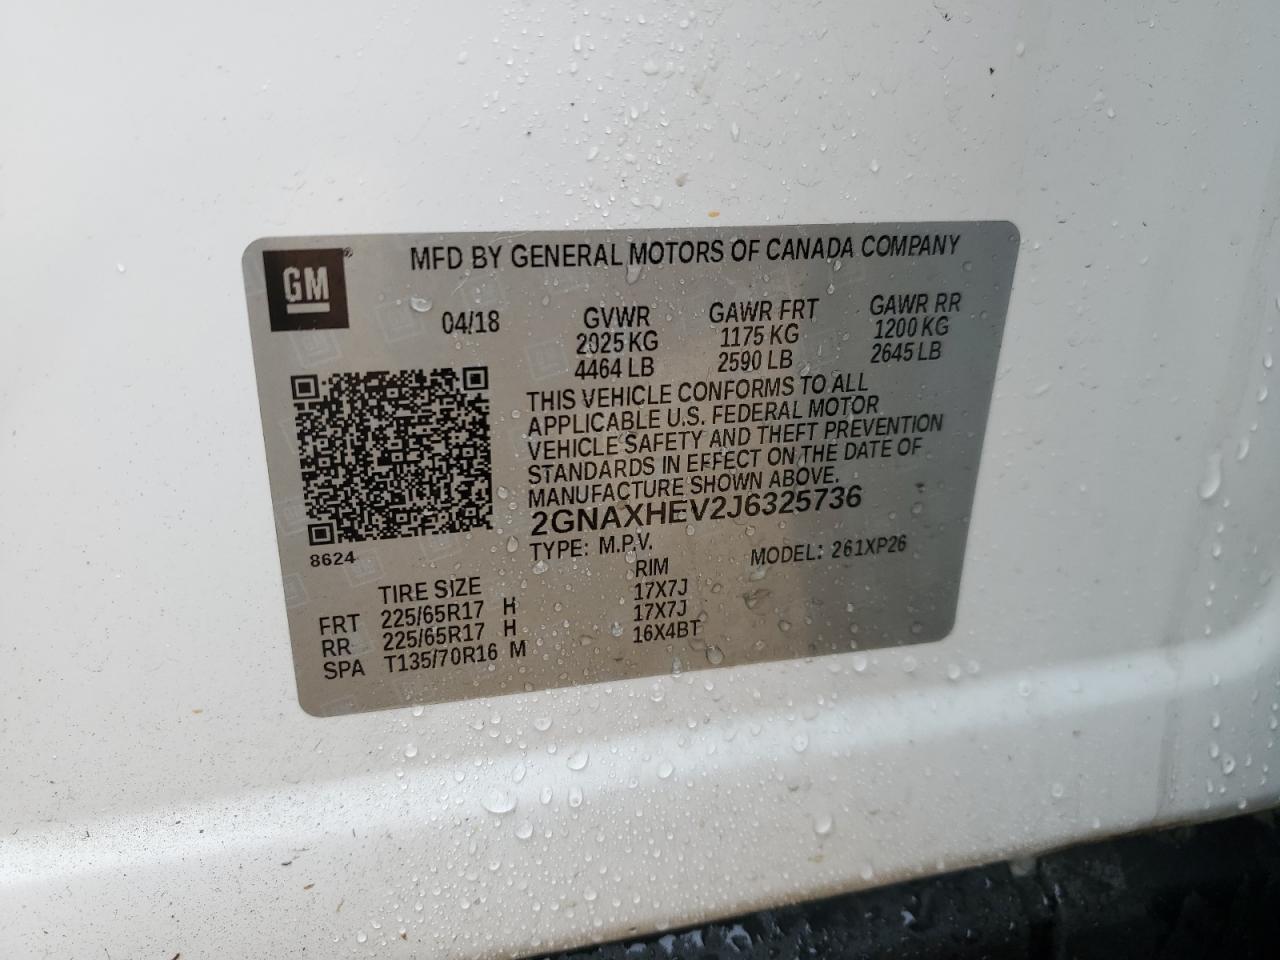 GM ®
MFD BY GENERAL MOTORS OF CANADA COMPANY
04/18 GVWR GAWR FRT GAWR RR
2025 KG 1175 KG 1200 KG
4464 LB 2590 LB 2645 LB
THIS VEHICLE CONFORMS TO ALL
APPLICABLE U.S. FEDERAL MOTOR
VEHICLE SAFETY AND THEFT PREVENTION
STANDARDS IN EFFECT ON THE DATE OF
MANUFACTURE SHOWN ABOVE.
2GNAXHEV2J6325736
8624
TYPE: M.P.V. MODEL: 261XP26
TIRE SIZE RIM
FRT 225/65R17 H 17X7J
RR 225/65R17 H 17X7J
SPA T135/70R16 M 16X4BT